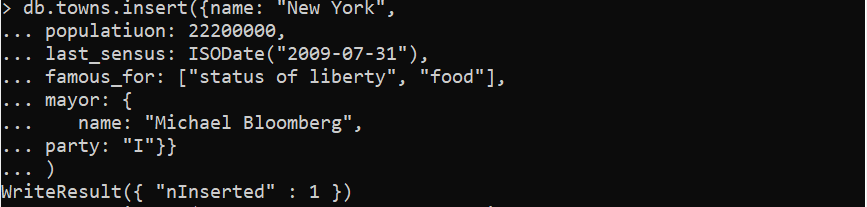 > db.towns.insert({name: "New York",
... populatiuon: 22200000,
... last_sensus: ISODate("2009-07-31"),
... famous_for: ["status of liberty", "food"],
... mayor: {
...    name: "Michael Bloomberg",
... party: "I"}}
... )
WriteResult({ "nInserted" : 1 })